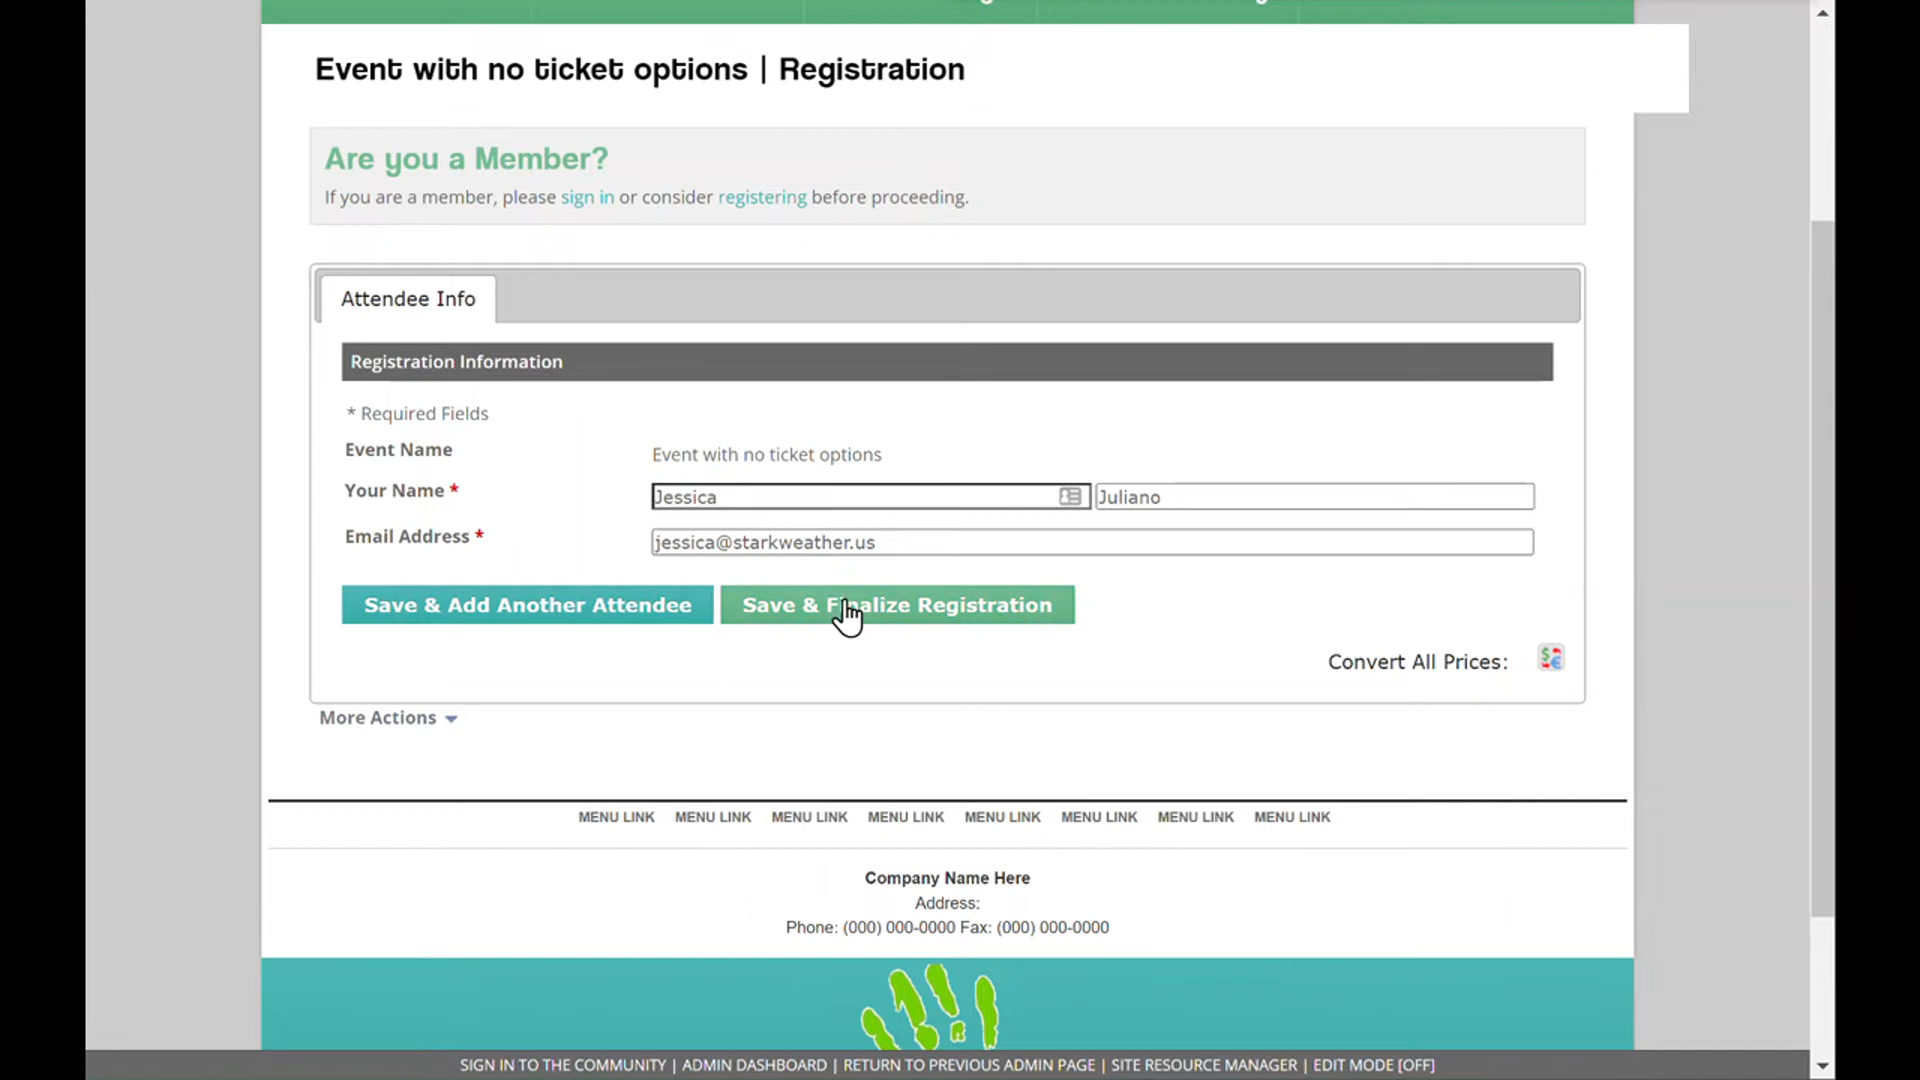 Event with no ticket options | Registration
Are you a Member?
If you are a member, please sign in or consider registering before proceeding.
Attendee Info
Registration Information
* Required Fields
Event Name Event with no ticket options
Your Name * Jessica Juliano
Email Address * jessica@starkweather.us
Save & Add Another Attendee Save & Finalize Registration
Convert All Prices:
More Actions
MENU LINK MENU LINK MENU LINK MENU LINK MENU LINK MENU LINK MENU LINK MENU LINK
Company Name Here
Address:
Phone: (000) 000-0000 Fax: (000) 000-0000
SIGN IN TO THE COMMUNITY | ADMIN DASHBOARD | RETURN TO PREVIOUS ADMIN PAGE | SITE RESOURCE MANAGER | EDIT MODE [OFF]